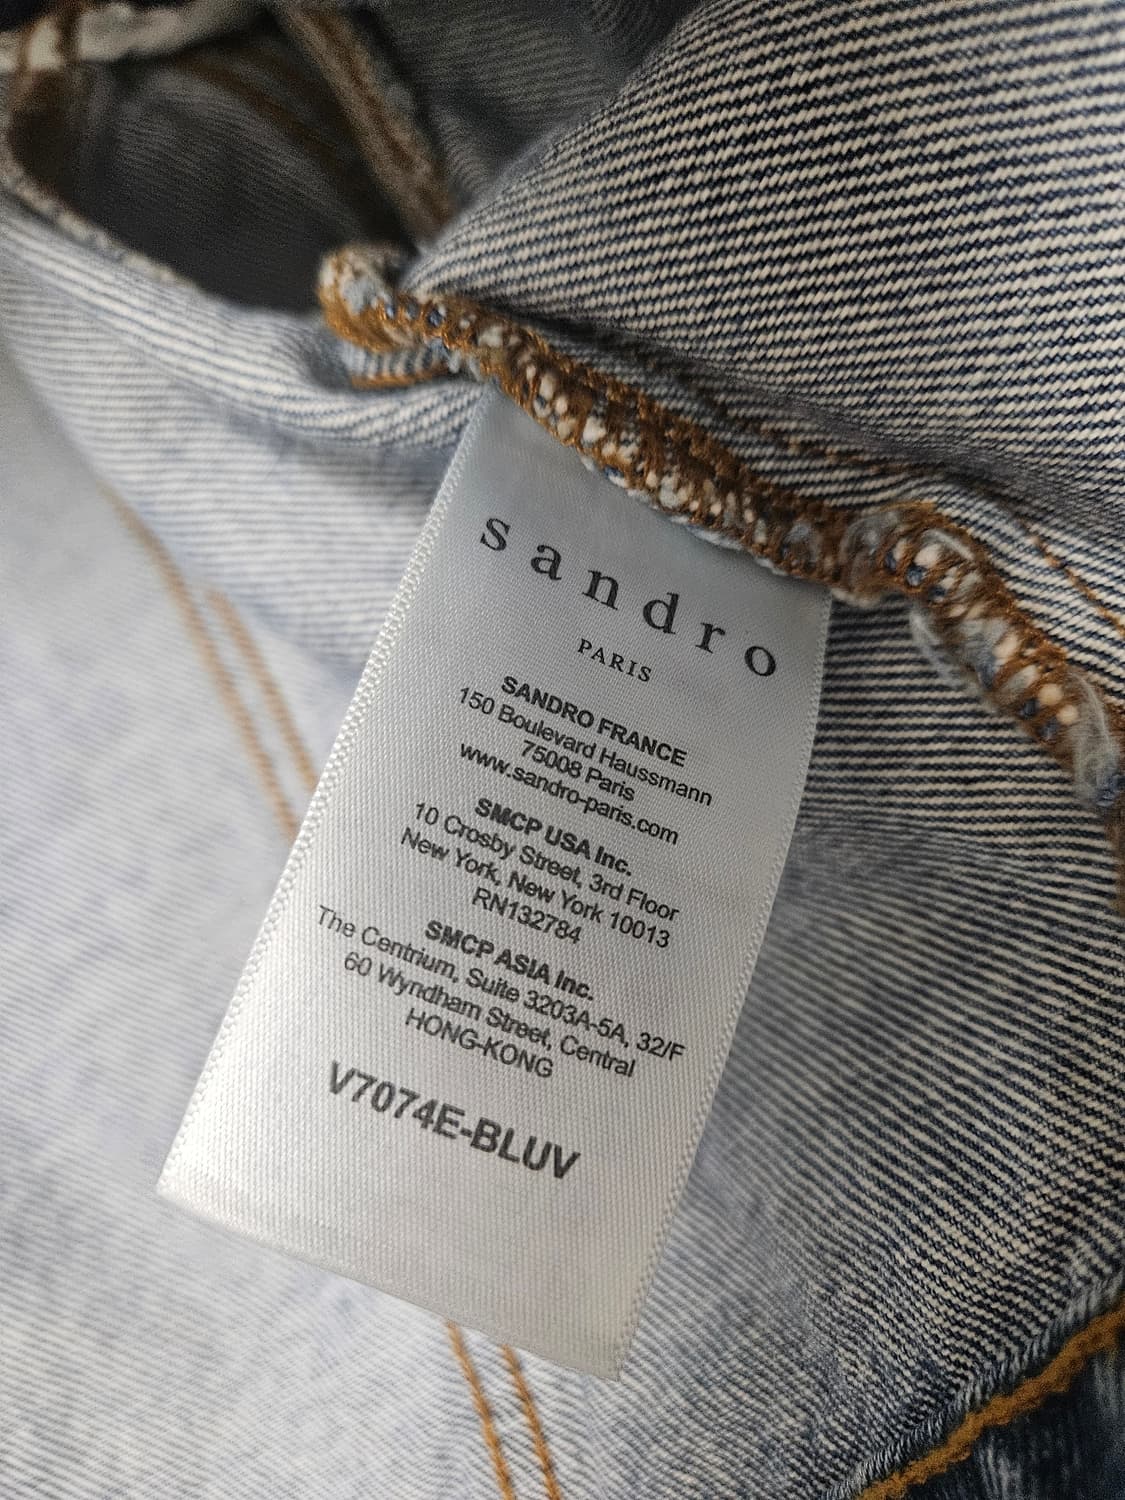 sandro
PARIS
SANDRO FRANCE
150 Boulevard Haussmann
75008 Paris
www.sandro-paris.com
SMCP USA Inc.
10 Crosby Street, 3rd Floor
New York, New York 10013
RN132784
SMCP ASIA Inc.
The Centrium, Suite 3203A-5A, 32/F
60 Wyndham Street, Central
HONG-KONG
V7074E-BLUV